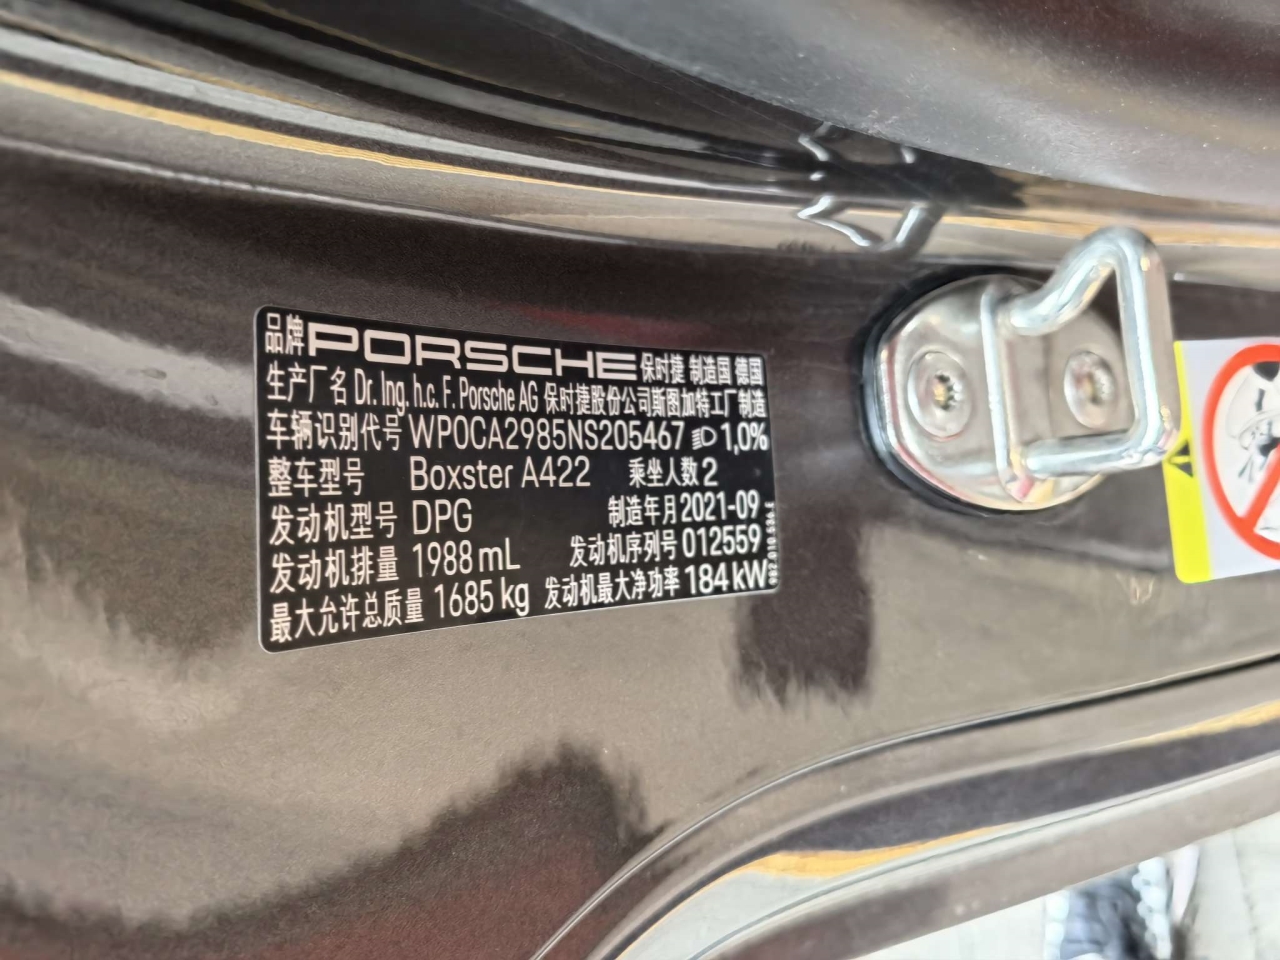 品牌 PORSCHE 保时捷 制造国 德国
生产厂名 Dr. Ing. h.c. F. Porsche AG 保时捷股份公司斯图加特工厂制造
车辆识别代号 WP0CA2985NS205467 1,0%
整车型号 Boxster A422 乘坐人数 2
发动机型号 DPG 制造年月 2021-09
发动机排量 1988 mL 发动机序列号 012559
最大允许总质量 1685 kg 发动机最大净功率 184 kW
982.010.536.E